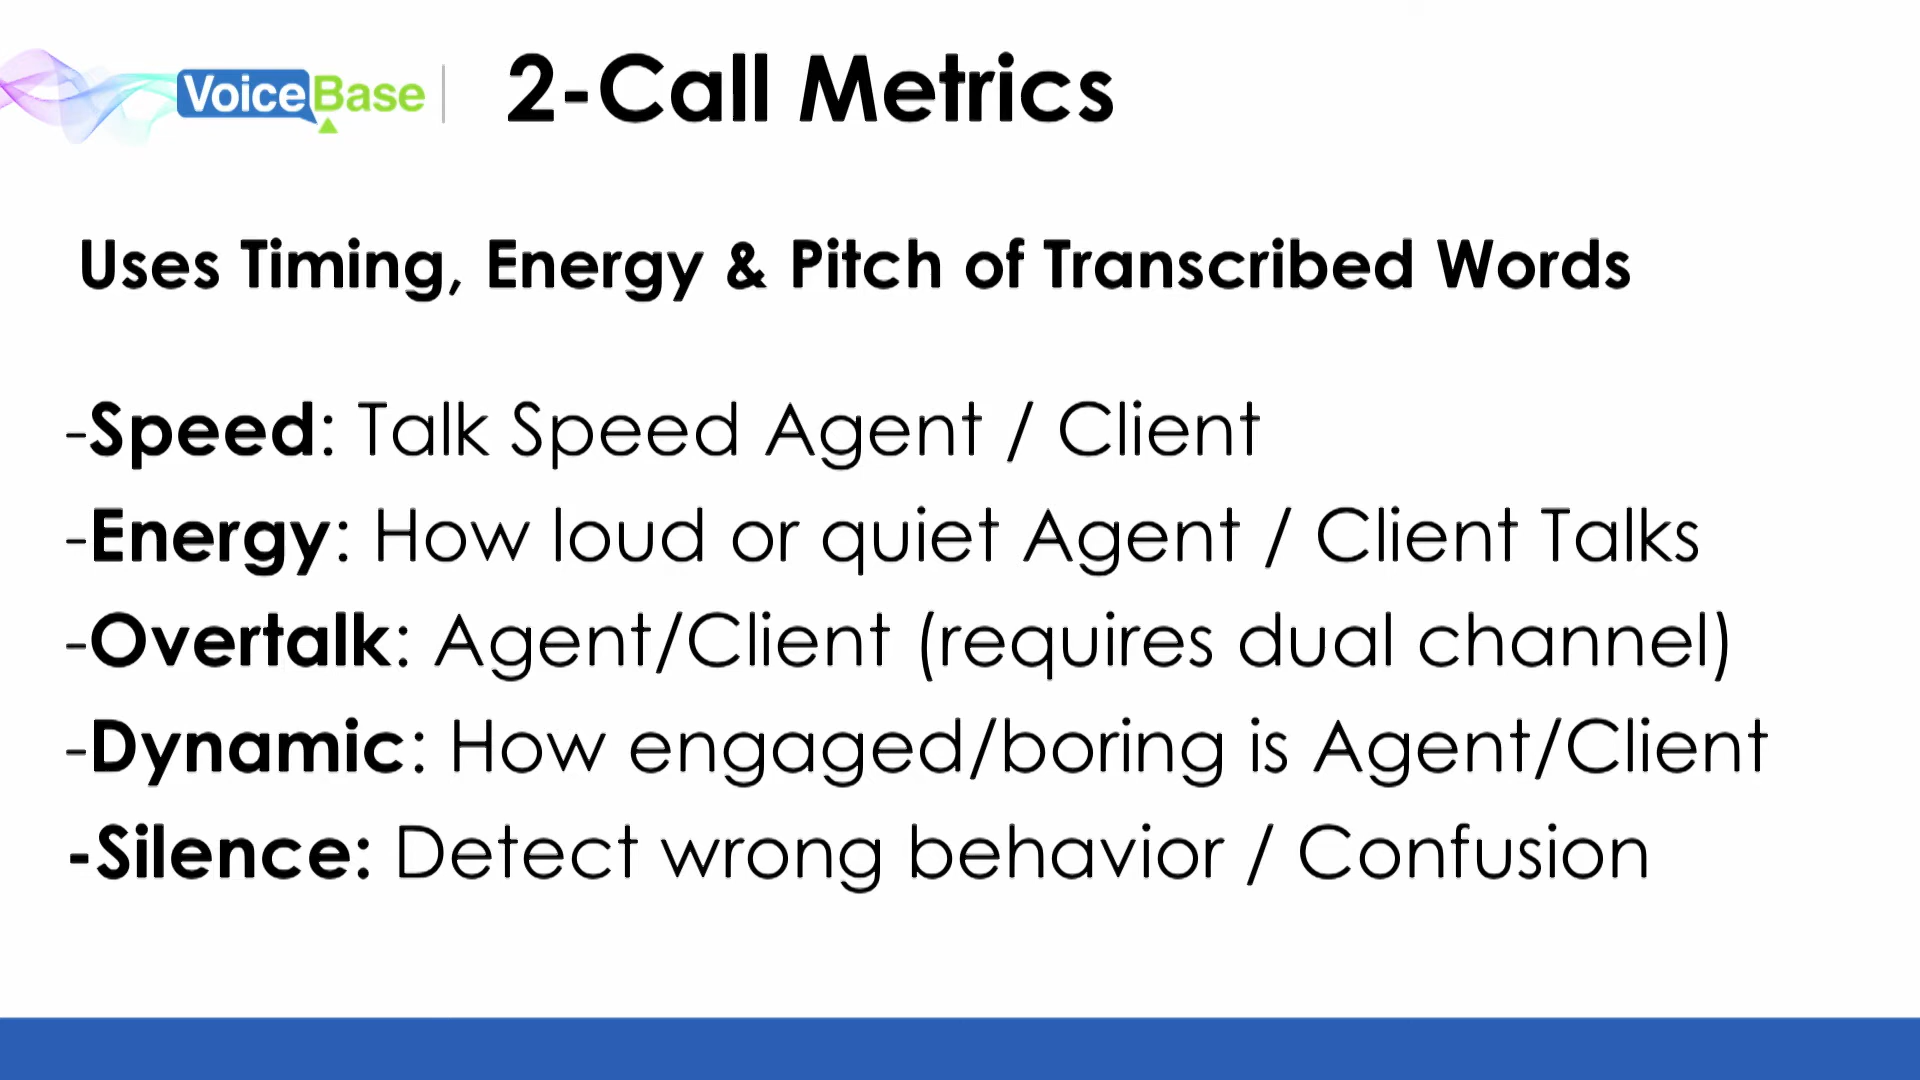 VoiceBase
2-Call Metrics
Uses Timing, Energy & Pitch of Transcribed Words
-Speed: Talk Speed Agent / Client
-Energy: How loud or quiet Agent / Client Talks
-Overtalk: Agent/Client (requires dual channel)
-Dynamic: How engaged/boring is Agent/Client
-Silence: Detect wrong behavior / Confusion